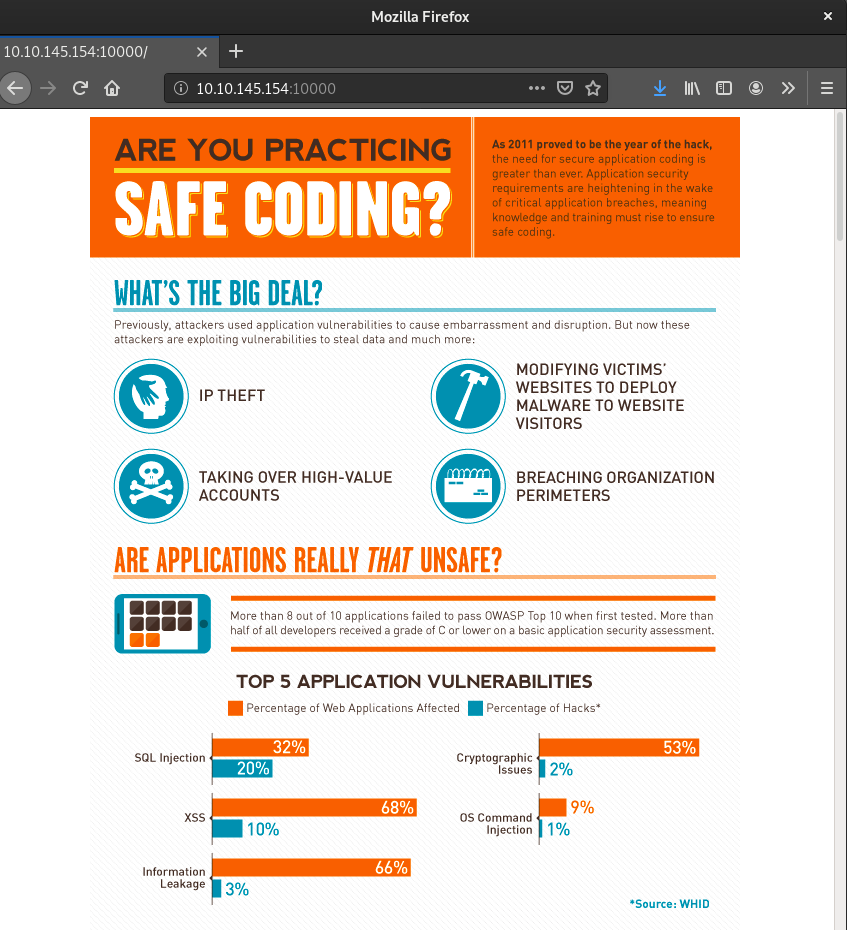 Mozilla Firefox
10.10.145.154:10000/
10.10.145.154:10000
ARE YOU PRACTICING
SAFE CODING?
As 2011 proved to be the year of the hack,
the need for secure application coding is
greater than ever. Application security
requirements are heightening in the wake
of critical application breaches, meaning
knowledge and training must rise to ensure
safe coding.
WHAT'S THE BIG DEAL?
Previously, attackers used application vulnerabilities to cause embarrassment and disruption. But now these
attackers are exploiting vulnerabilities to steal data and much more:
IP THEFT
MODIFYING VICTIMS'
WEBSITES TO DEPLOY
MALWARE TO WEBSITE
VISITORS
TAKING OVER HIGH-VALUE
ACCOUNTS
BREACHING ORGANIZATION
PERIMETERS
ARE APPLICATIONS REALLY THAT UNSAFE?
More than 8 out of 10 applications failed to pass OWASP Top 10 when first tested. More than
half of all developers received a grade of C or lower on a basic application security assessment.
TOP 5 APPLICATION VULNERABILITIES
Percentage of Web Applications Affected Percentage of Hacks*
SQL Injection
32%
20%
XSS
68%
10%
Information
Leakage
66%
3%
Cryptographic
Issues
53%
2%
OS Command
Injection
9%
1%
*Source: WHID